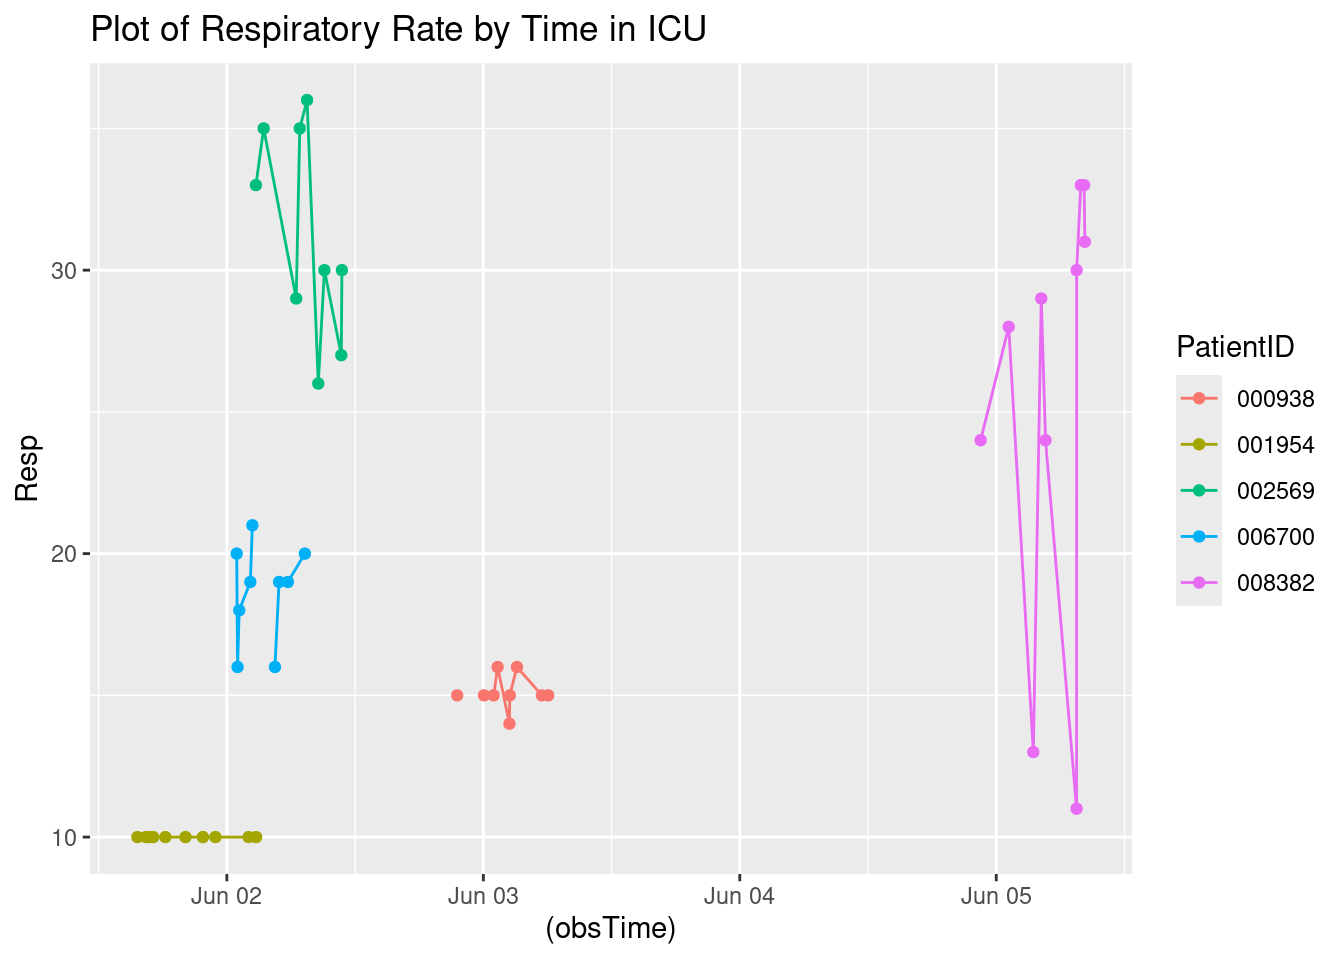 Plot of Respiratory Rate by Time in ICU
30
20
10
Resp
Jun 02 Jun 03 Jun 04 Jun 05
(obsTime)
PatientID
000938
001954
002569
006700
008382